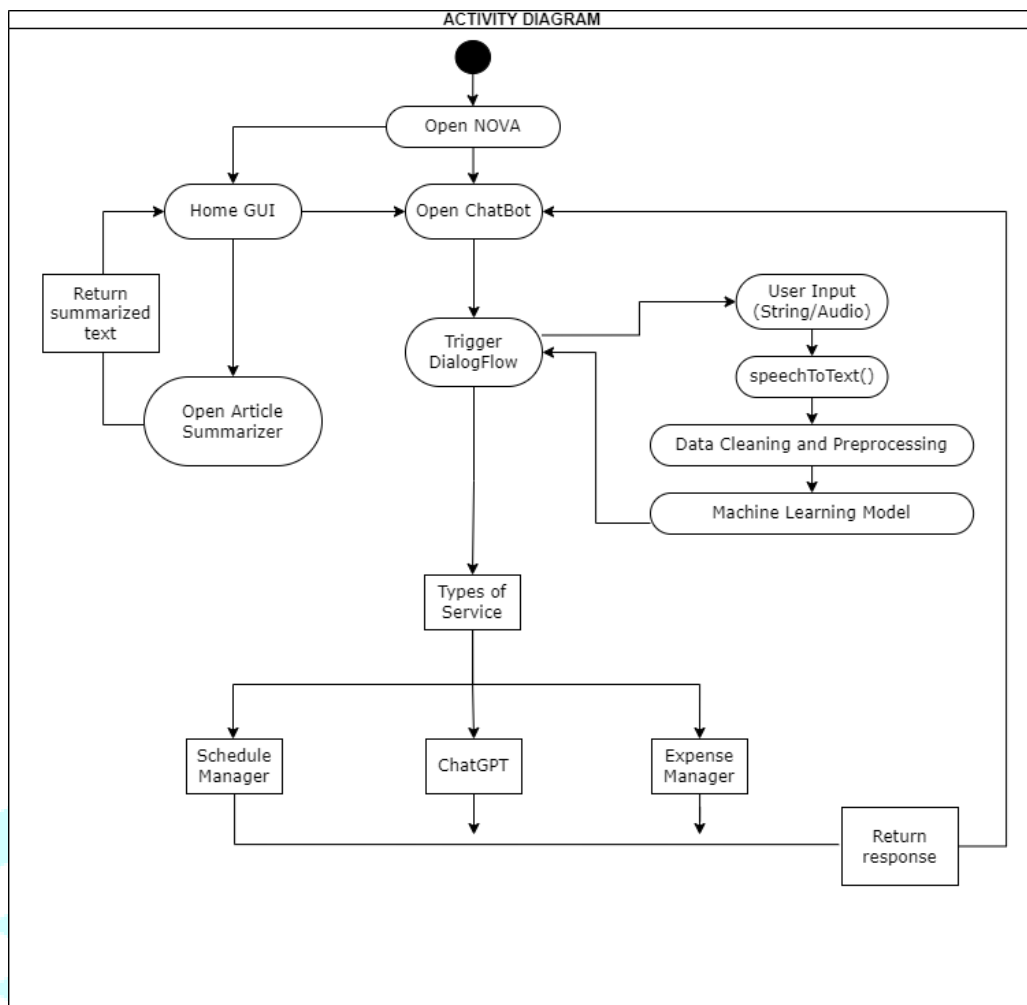 ACTIVITY DIAGRAM
Open NOVA
Home GUI
Open ChatBot
Return
summarized
text
User Input
(String/Audio)
Trigger
DialogFlow
speechToText()
Open Article
Summarizer
Data Cleaning and Preprocessing
Machine Learning Model
Types of
Service
Schedule
Manager
ChatGPT
Expense
Manager
Return
response